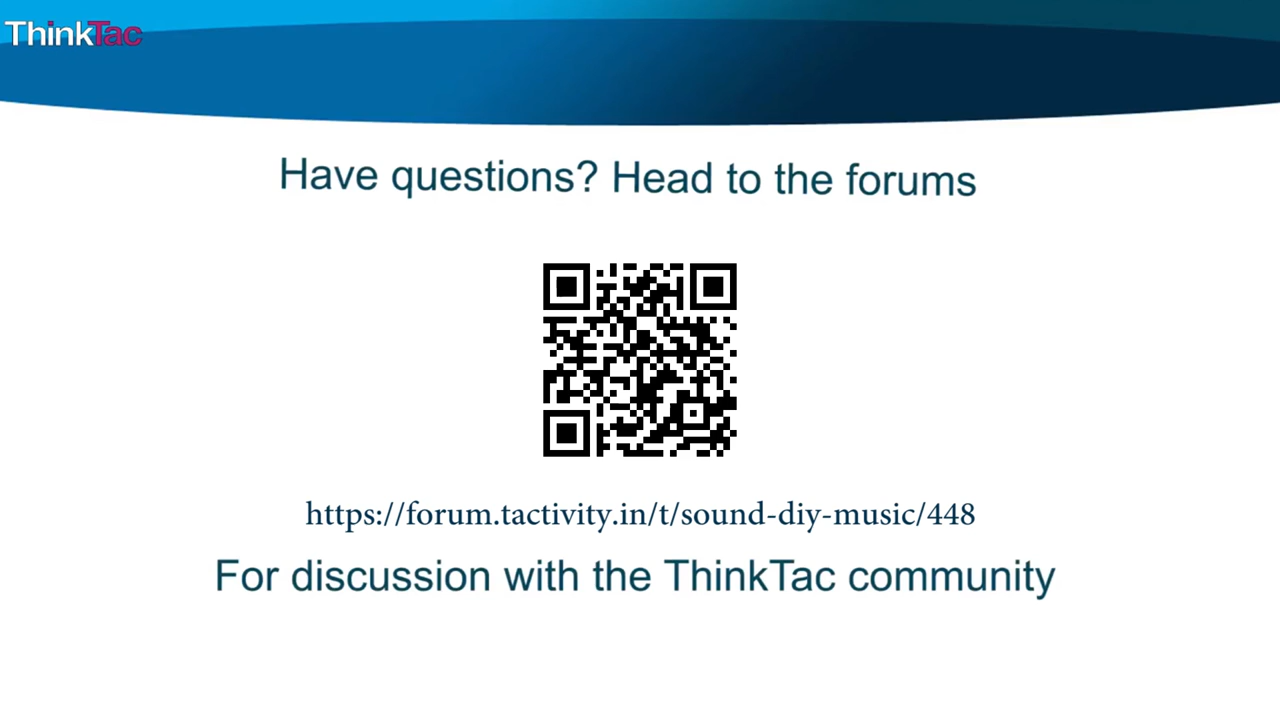 ThinkTac
Have questions? Head to the forums
https://forum.tactivity.in/t/sound-diy-music/448
For discussion with the ThinkTac community